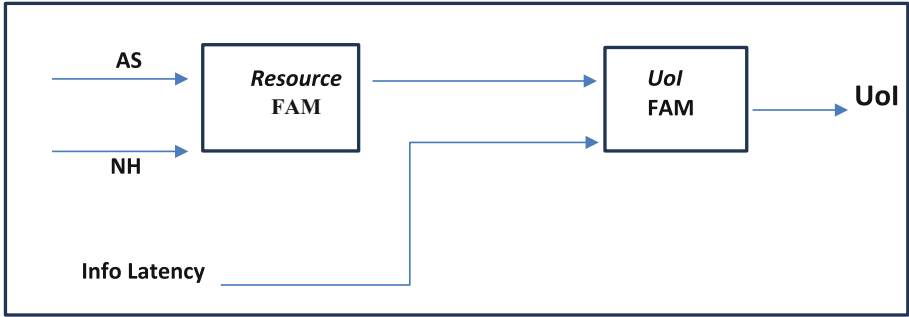 AS
Resource
FAM
NH
UoI
FAM
UoI
Info Latency